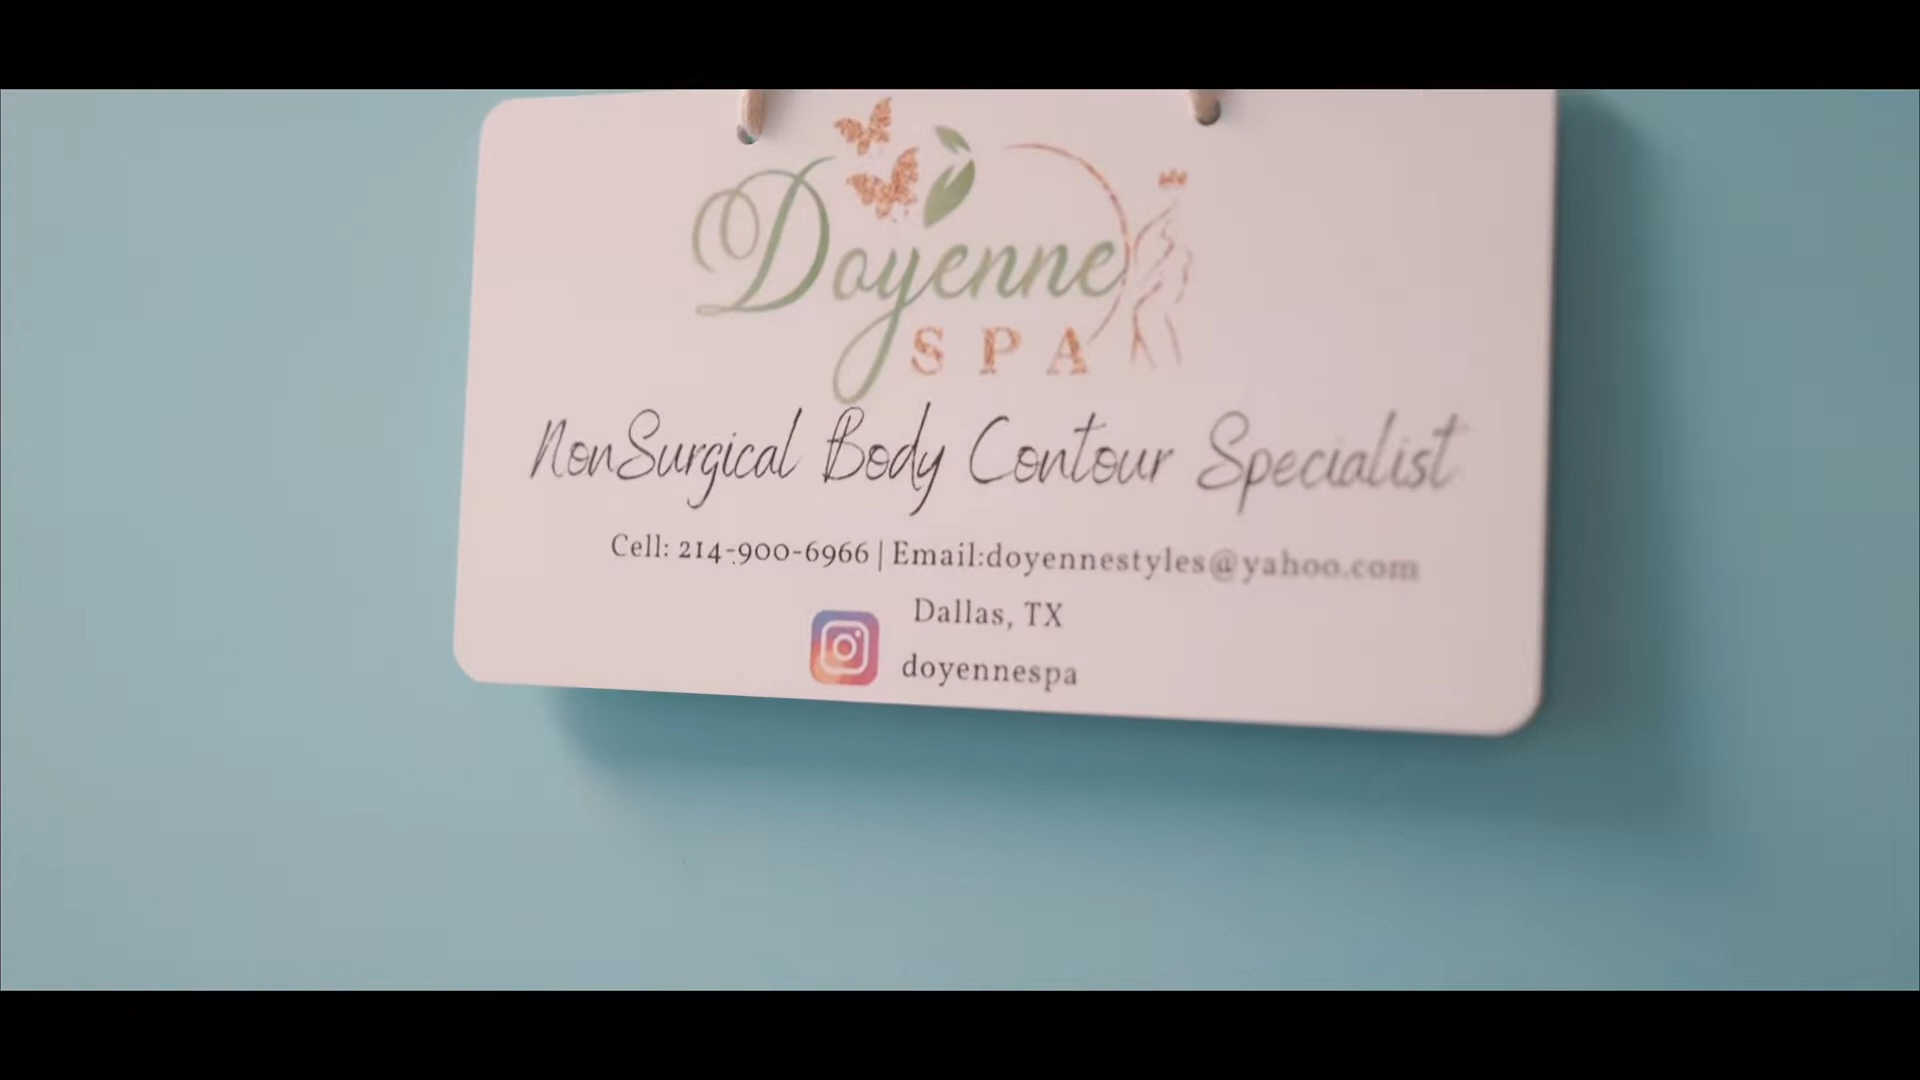 Doyenne
SPA
NonSurgical Body Contour Specialist
Cell: 214-900-6966 | Email:doyennestyles@yahoo.com
Dallas, TX
doyennespa